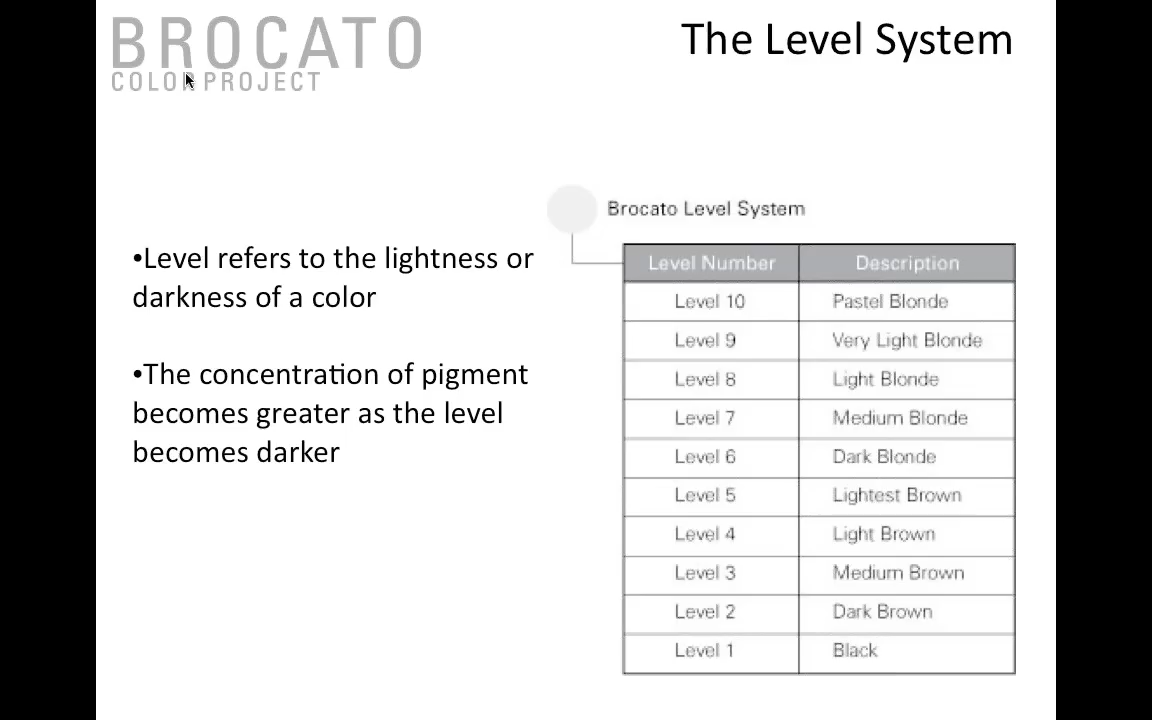 BROCATO
COLOR PROJECT
The Level System
•Level refers to the lightness or
darkness of a color
•The concentration of pigment
becomes greater as the level
becomes darker
Brocato Level System
Level Number Description
Level 10 Pastel Blonde
Level 9 Very Light Blonde
Level 8 Light Blonde
Level 7 Medium Blonde
Level 6 Dark Blonde
Level 5 Lightest Brown
Level 4 Light Brown
Level 3 Medium Brown
Level 2 Dark Brown
Level 1 Black